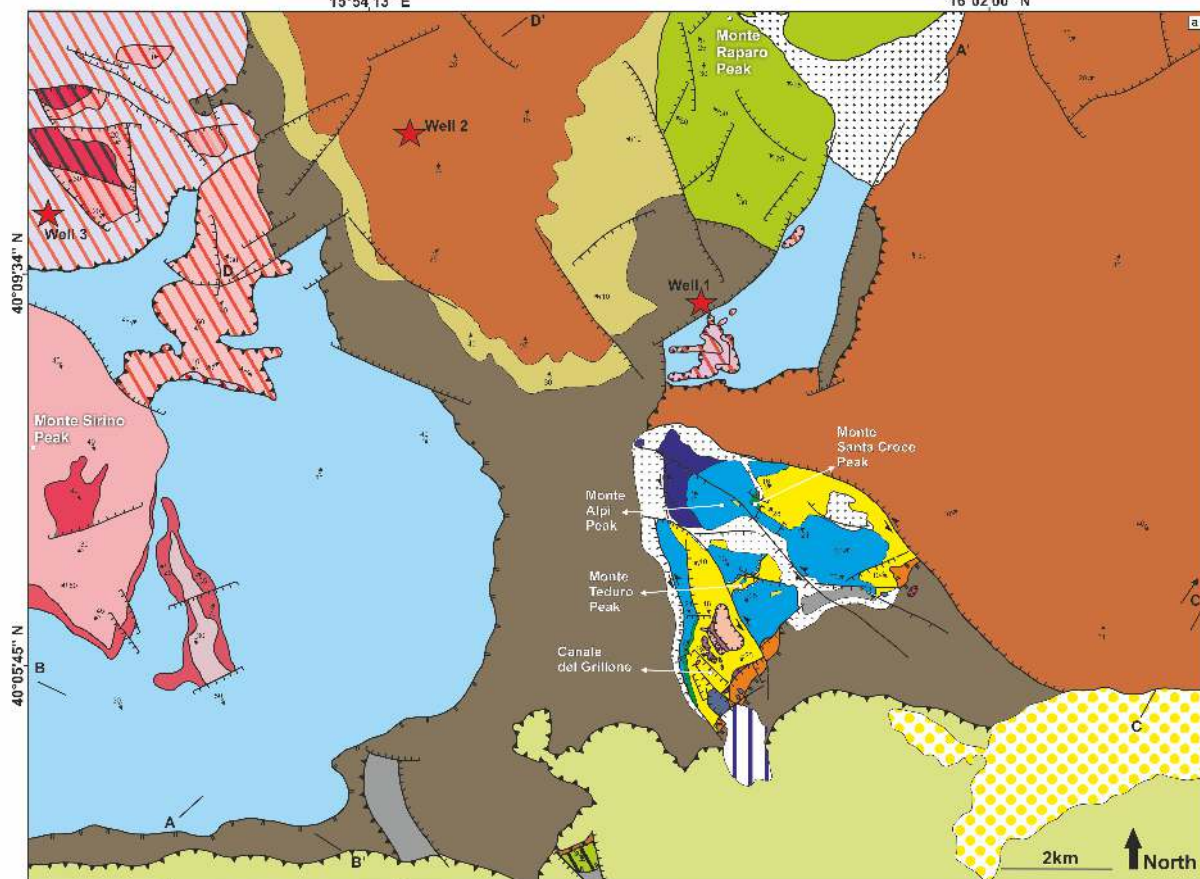 15°54'13'' E
16°02'00'' N
a
D'
Monte
Raparo
Peak
A'
Well 2
Well 3
40°09'34'' N
D
Well 1
Monte Sirino
Peak
Monte
Santa Croce
Peak
Monte
Alpi
Peak
Monte
Teduro
Peak
C'
Canale
del Grillone
40°05'45'' N
B
C
A
B'
2km
North